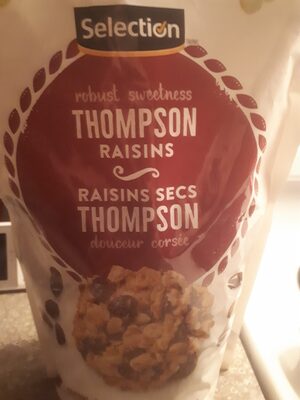 Selection
robust sweetness
THOMPSON
RAISINS
RAISINS SECS
THOMPSON
douceur corsée